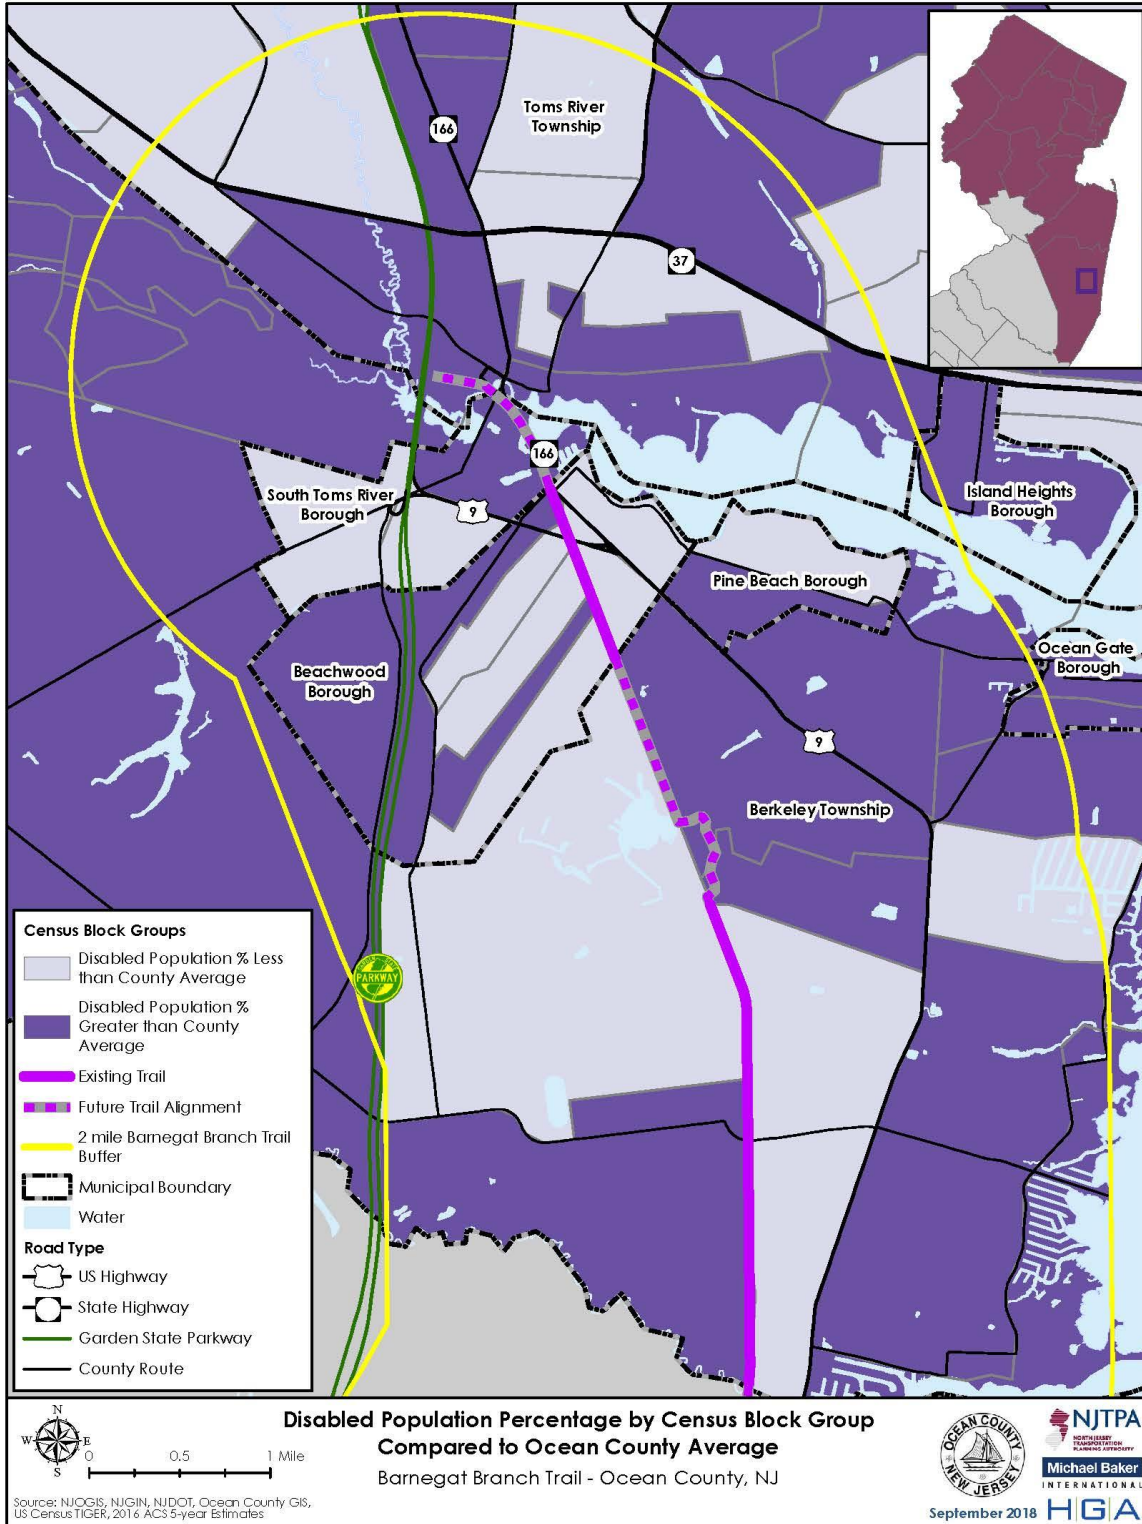 Toms River
Township
166
37
166
South Toms River
Borough
9
Island Heights
Borough
Pine Beach Borough
Ocean Gate
Borough
Beachwood
Borough
9
Berkeley Township
PARKWAY
Census Block Groups
Disabled Population % Less
than County Average
Disabled Population %
Greater than County
Average
Existing Trail
Future Trail Alignment
2 mile Barnegat Branch Trail
Buffer
Municipal Boundary
Water
Road Type
US Highway
State Highway
Garden State Parkway
County Route
N
W E
S
0 0.5 1 Mile
Source: NJOGIS, NJGIN, NJDOT, Ocean County GIS,
US Census TIGER, 2016 ACS 5-year Estimates
Disabled Population Percentage by Census Block Group
Compared to Ocean County Average
Barnegat Branch Trail - Ocean County, NJ
OCEAN COUNTY
NEW JERSEY
September 2018
NJTPA
NORTH JERSEY
TRANSPORTATION
PLANNING AUTHORITY
Michael Baker
INTERNATIONAL
H|G|A